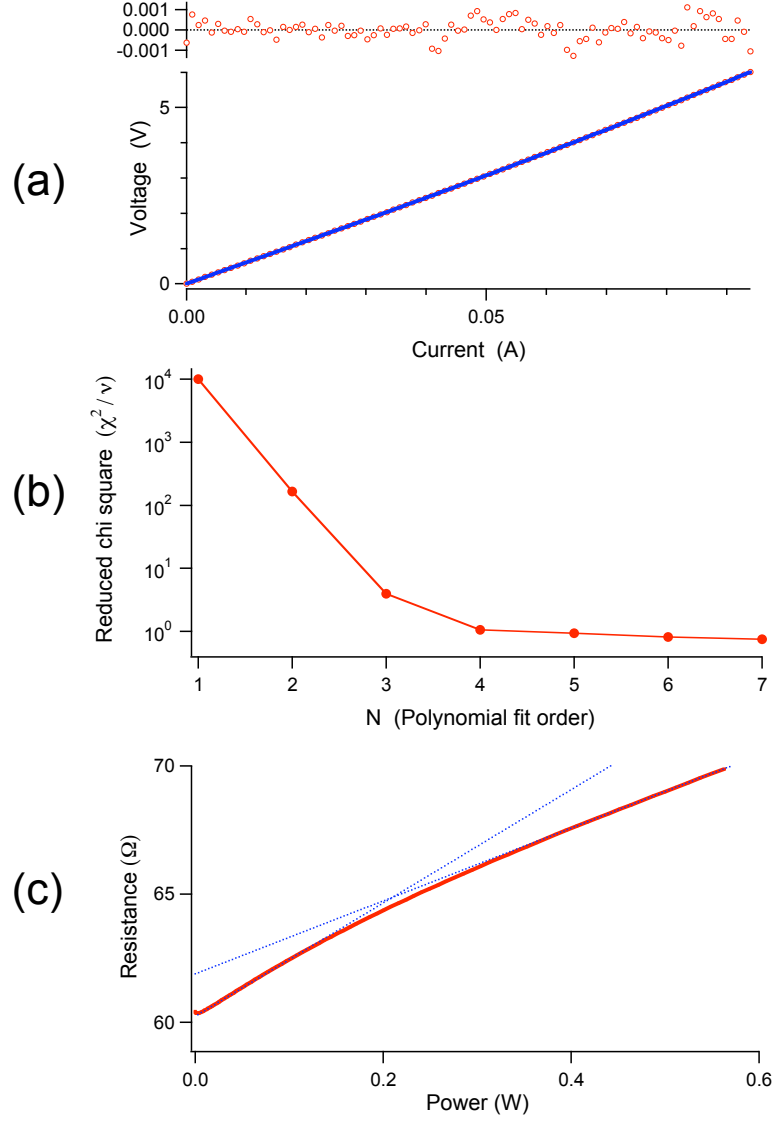 0.001
0.000
-0.001
(a)
Voltage (V)
5
0
0.00
0.05
Current (A)
(b)
Reduced chi square (χ²/ν)
10⁴
10³
10²
10¹
10⁰
1 2 3 4 5 6 7
N (Polynomial fit order)
(c)
Resistance (Ω)
70
65
60
0.0 0.2 0.4 0.6
Power (W)